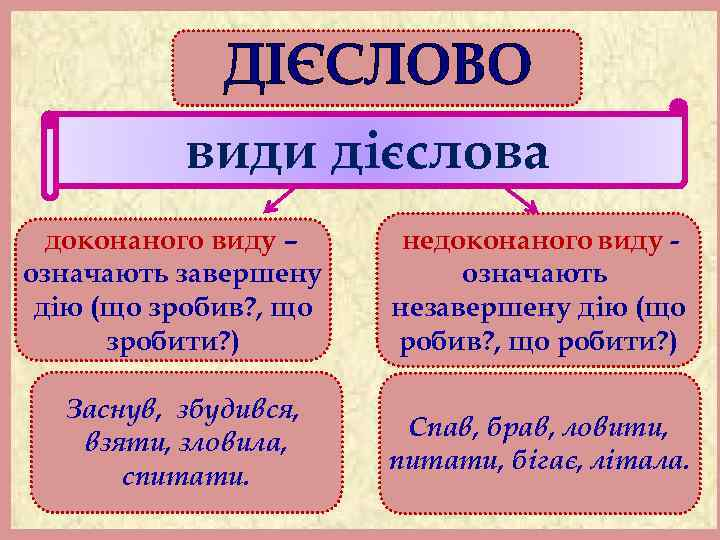 ДІЄСЛОВО
види дієслова
доконаного виду –
означають завершену
дію (що зробив? , що
зробити? )
недоконаного виду -
означають
незавершену дію (що
робив? , що робити? )
Заснув, збудився,
взяти, зловила,
спитати.
Спав, брав, ловити,
питати, бігає, літала.